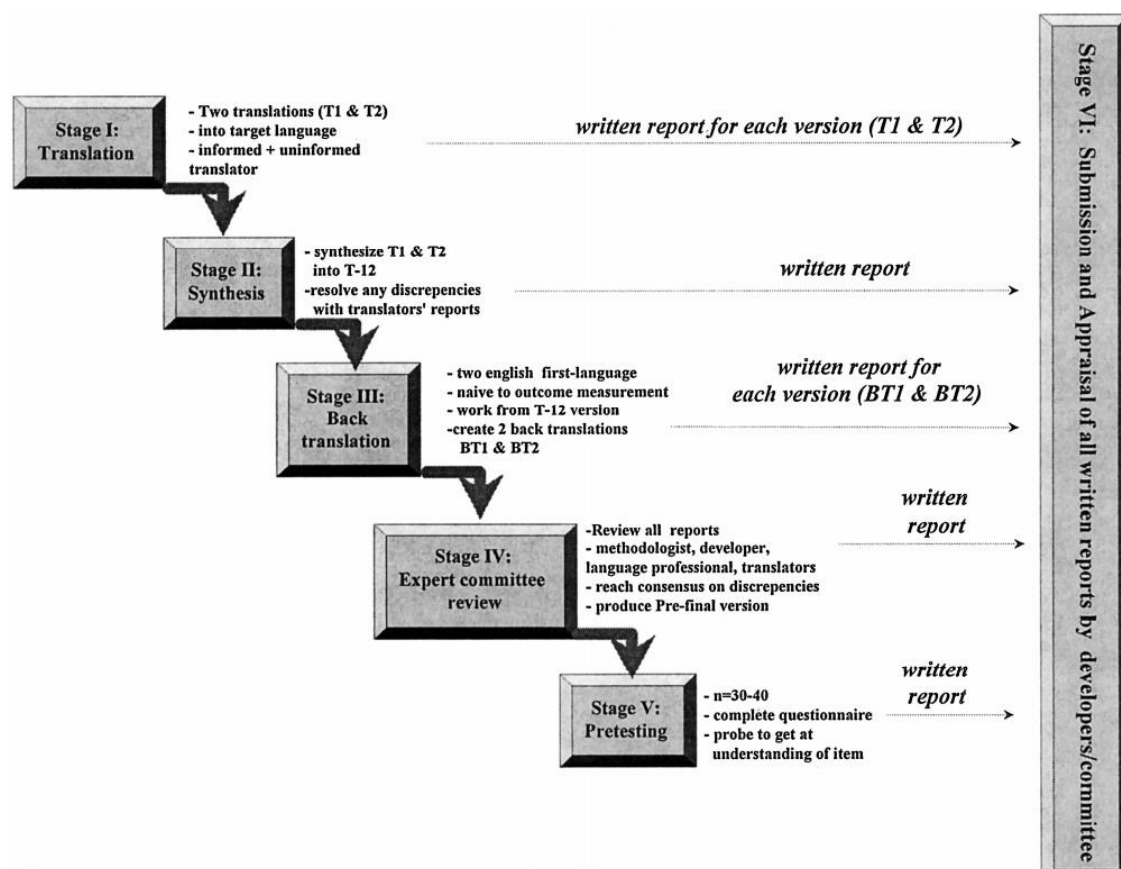 Stage I:
Translation
- Two translations (T1 & T2)
- into target language
- informed + uninformed
translator
written report for each version (T1 & T2)
Stage II:
Synthesis
- synthesize T1 & T2
into T-12
-resolve any discrepencies
with translators' reports
written report
Stage III:
Back
translation
- two english first-language
- naive to outcome measurement
- work from T-12 version
-create 2 back translations
BT1 & BT2
written report for
each version (BT1 & BT2)
Stage IV:
Expert committee
review
-Review all reports
- methodologist, developer,
language professional, translators
- reach consensus on discrepencies
- produce Pre-final version
written
report
Stage V:
Pretesting
- n=30-40
- complete questionnaire
- probe to get at
understanding of item
written
report
Stage VI: Submission and Appraisal of all written reports by developers/committee